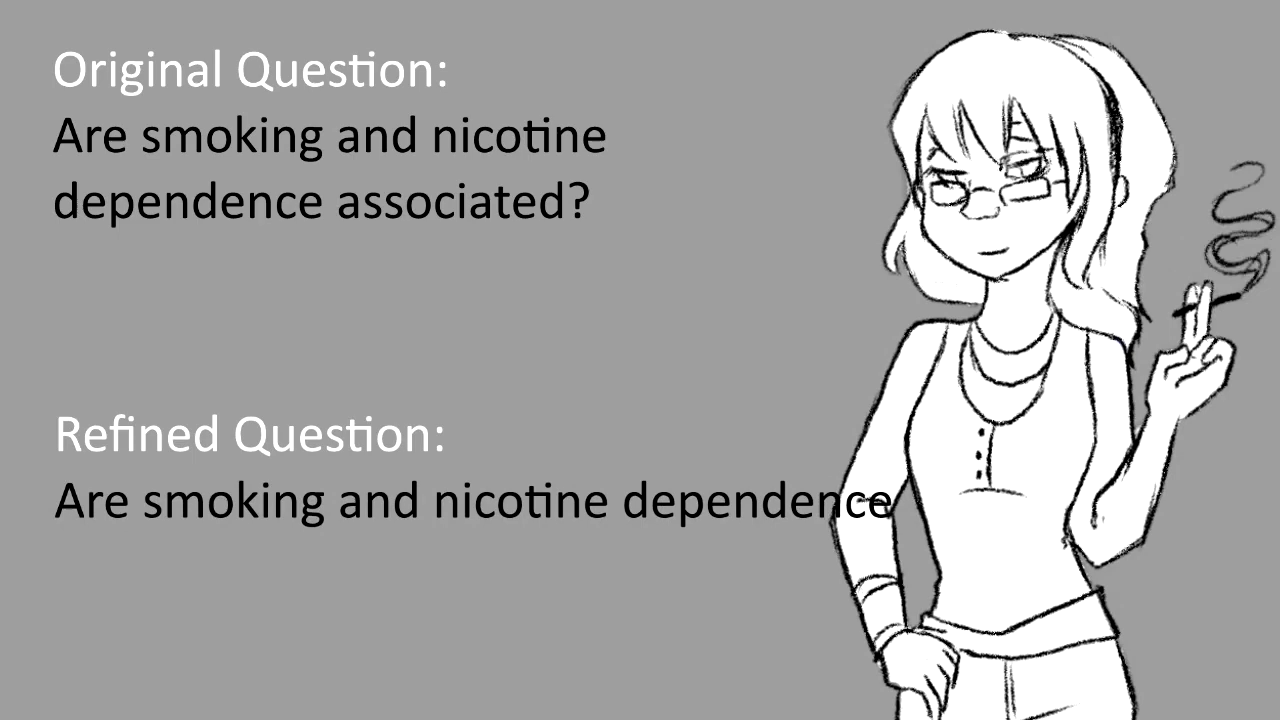 Original Question:
Are smoking and nicotine
dependence associated?
Refined Question:
Are smoking and nicotine dependence